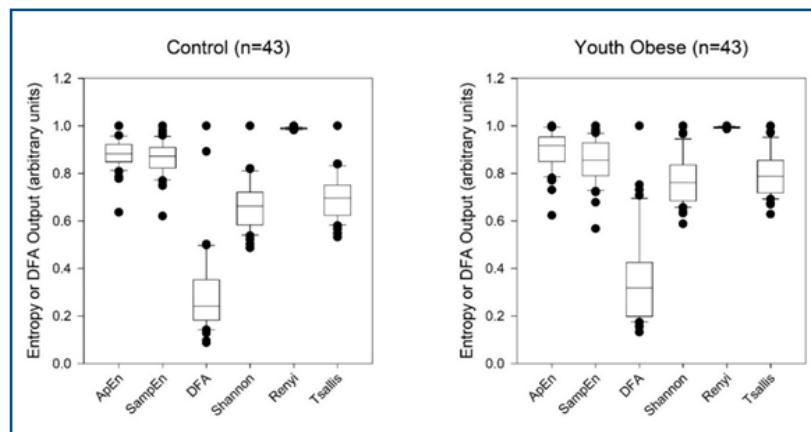 Control (n=43)
Entropy or DFA Output (arbitrary units)
1.2
1.0
0.8
0.6
0.4
0.2
0.0
ApEn
SampEn
DFA
Shannon
Renyi
Tsallis
Youth Obese (n=43)
Entropy or DFA Output (arbitrary units)
1.2
1.0
0.8
0.6
0.4
0.2
0.0
ApEn
SampEn
DFA
Shannon
Renyi
Tsallis